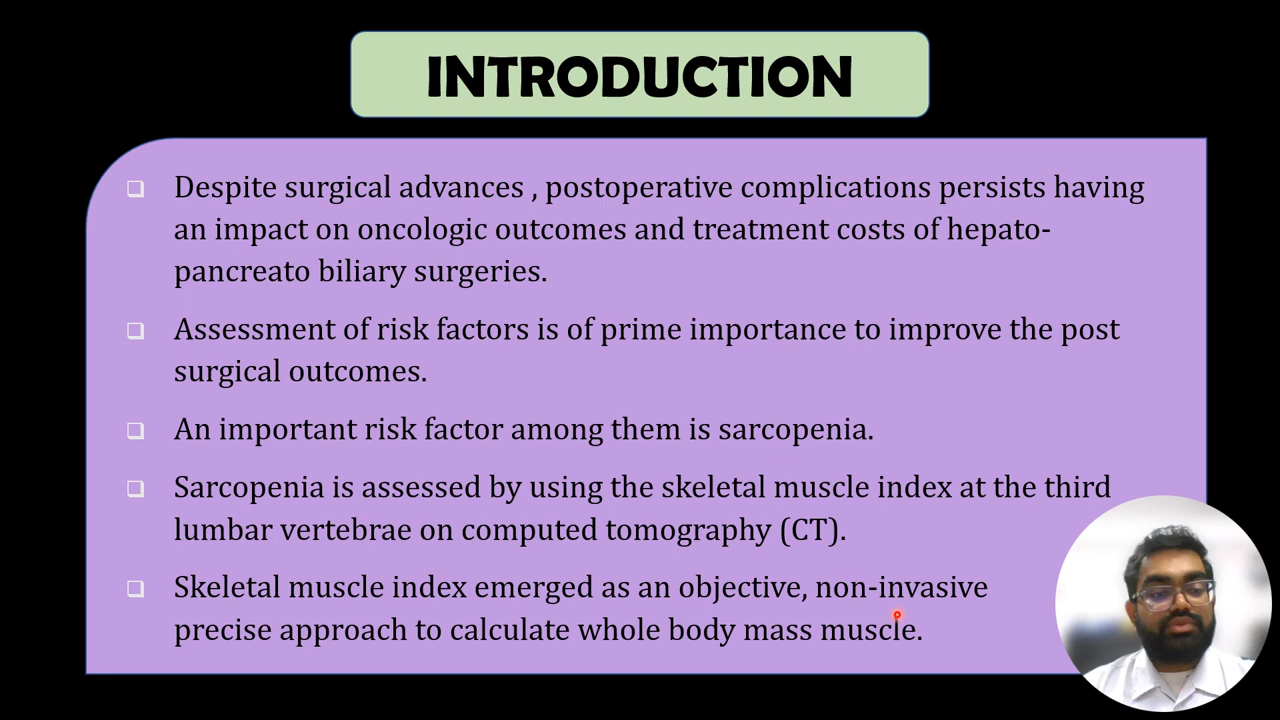 INTRODUCTION
Despite surgical advances , postoperative complications persists having
an impact on oncologic outcomes and treatment costs of hepato-
pancreato biliary surgeries.
Assessment of risk factors is of prime importance to improve the post
surgical outcomes.
An important risk factor among them is sarcopenia.
Sarcopenia is assessed by using the skeletal muscle index at the third
lumbar vertebrae on computed tomography (CT).
Skeletal muscle index emerged as an objective, non-invasive
precise approach to calculate whole body mass muscle.